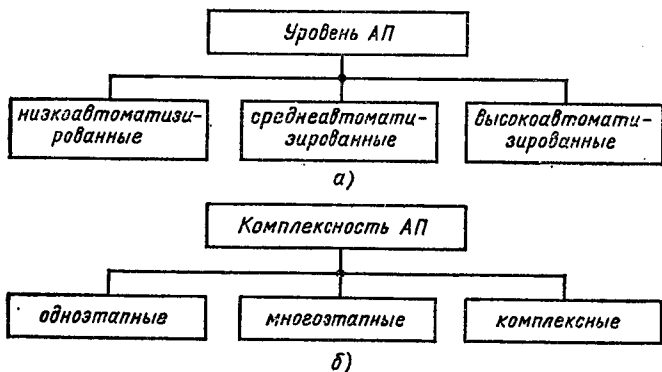 Уровень АП
низкоавтоматизи-
рованные
среднеавтомати-
зированные
высокоавтомати-
зированные
а)
Комплексность АП
одноэтапные
многоэтапные
комплексные
б)